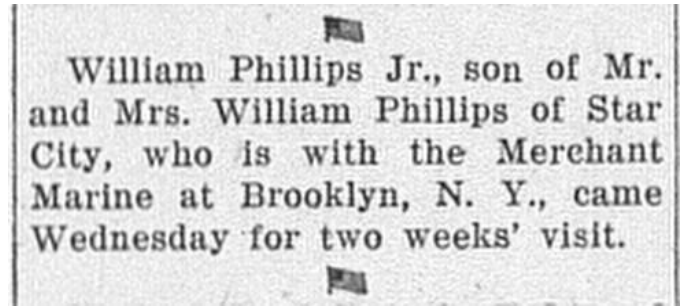 William Phillips Jr., son of Mr.
and Mrs. William Phillips of Star
City, who is with the Merchant
Marine at Brooklyn, N. Y., came
Wednesday for two weeks' visit.